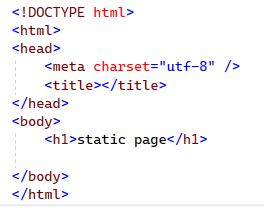 <!DOCTYPE html>
<html>
<head>
    <meta charset="utf-8" />
    <title></title>
</head>
<body>
    <h1>static page</h1>

</body>
</html>